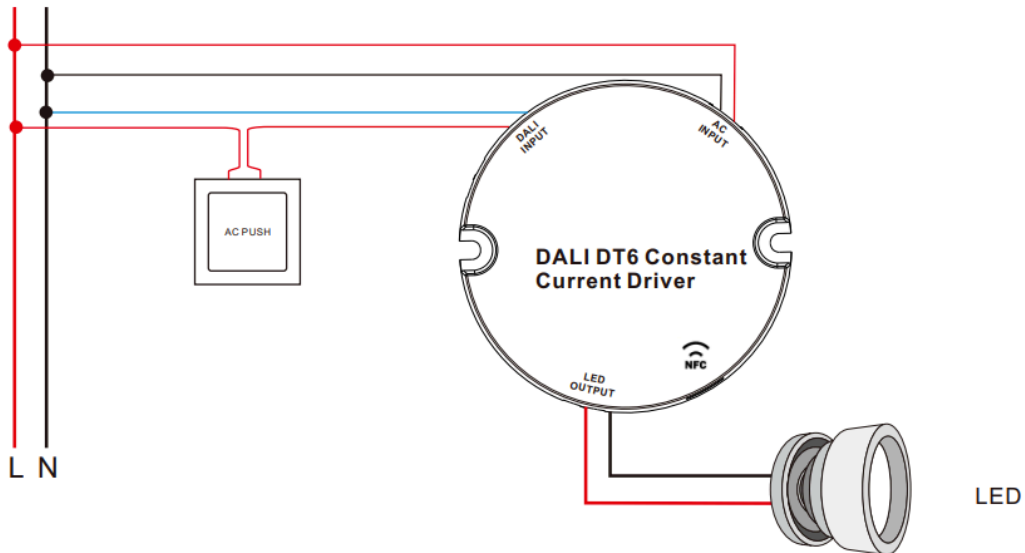 DALI
INPUT
AC
INPUT
AC PUSH
DALI DT6 Constant
Current Driver
NFC
LED
OUTPUT
L N
LED